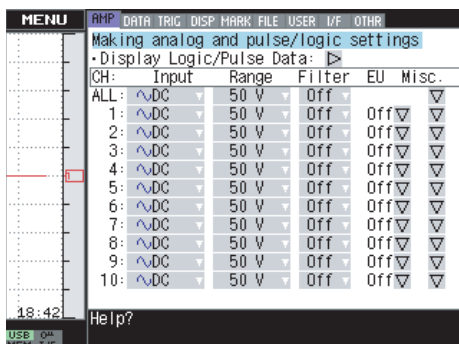 MENU
AMP DATA TRIG DISP MARK FILE USER I/F OTHR
Making analog and pulse/logic settings
•Display Logic/Pulse Data:
CH: Input Range Filter EU Misc.
ALL: DC 50 V Off
1: DC 50 V Off Off
2: DC 50 V Off Off
3: DC 50 V Off Off
4: DC 50 V Off Off
5: DC 50 V Off Off
6: DC 50 V Off Off
7: DC 50 V Off Off
8: DC 50 V Off Off
9: DC 50 V Off Off
10: DC 50 V Off Off
1
18:42
Help?
USB